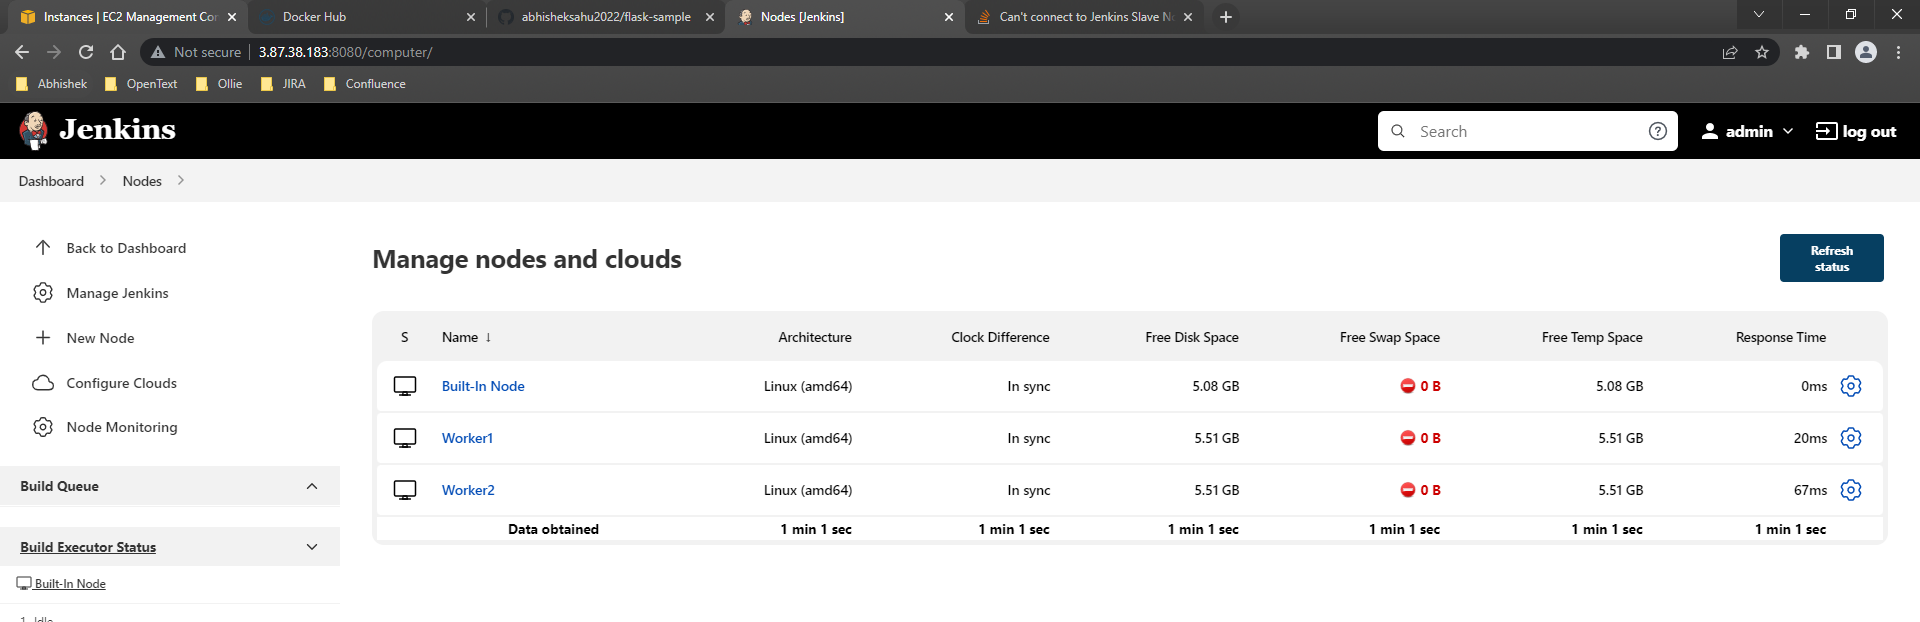 Instances | EC2 Management Con
Docker Hub
abhisheksahu2022/flask-sample
Nodes [Jenkins]
Can't connect to Jenkins Slave No
Not secure
3.87.38.183:8080/computer/
Abhishek
OpenText
Ollie
JIRA
Confluence
Jenkins
Search
admin
log out
Dashboard
Nodes
Back to Dashboard
Manage Jenkins
New Node
Configure Clouds
Node Monitoring
Build Queue
Build Executor Status
Built-In Node
1 Idle
Manage nodes and clouds
Refresh
status
S Name ↓ Architecture Clock Difference Free Disk Space Free Swap Space Free Temp Space Response Time
Built-In Node Linux (amd64) In sync 5.08 GB 0 B 5.08 GB 0ms
Worker1 Linux (amd64) In sync 5.51 GB 0 B 5.51 GB 20ms
Worker2 Linux (amd64) In sync 5.51 GB 0 B 5.51 GB 67ms
Data obtained 1 min 1 sec 1 min 1 sec 1 min 1 sec 1 min 1 sec 1 min 1 sec 1 min 1 sec